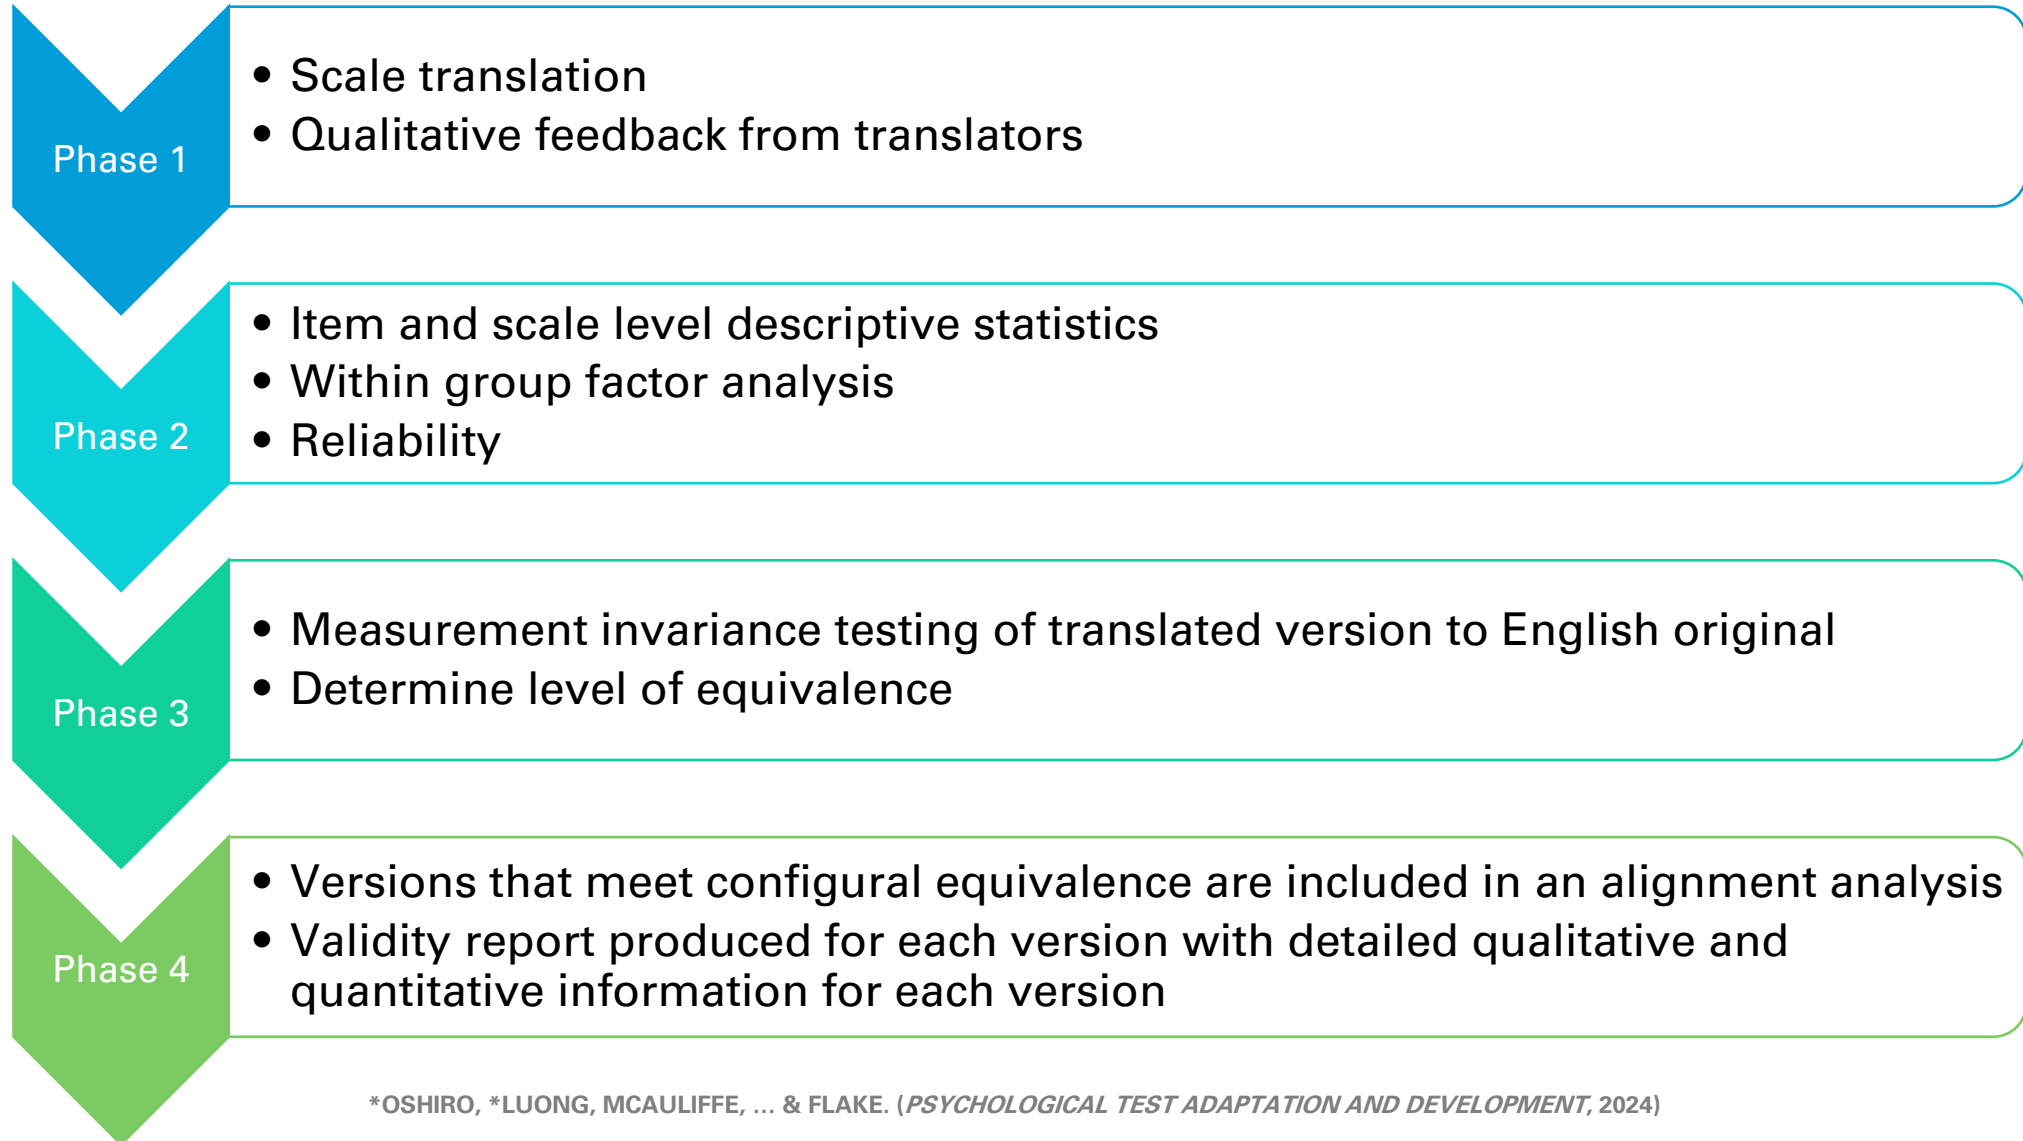 Phase 1
• Scale translation
• Qualitative feedback from translators
Phase 2
• Item and scale level descriptive statistics
• Within group factor analysis
• Reliability
Phase 3
• Measurement invariance testing of translated version to English original
• Determine level of equivalence
Phase 4
• Versions that meet configural equivalence are included in an alignment analysis
• Validity report produced for each version with detailed qualitative and
quantitative information for each version
*OSHIRO, *LUONG, MCAULIFFE, … & FLAKE. (PSYCHOLOGICAL TEST ADAPTATION AND DEVELOPMENT, 2024)